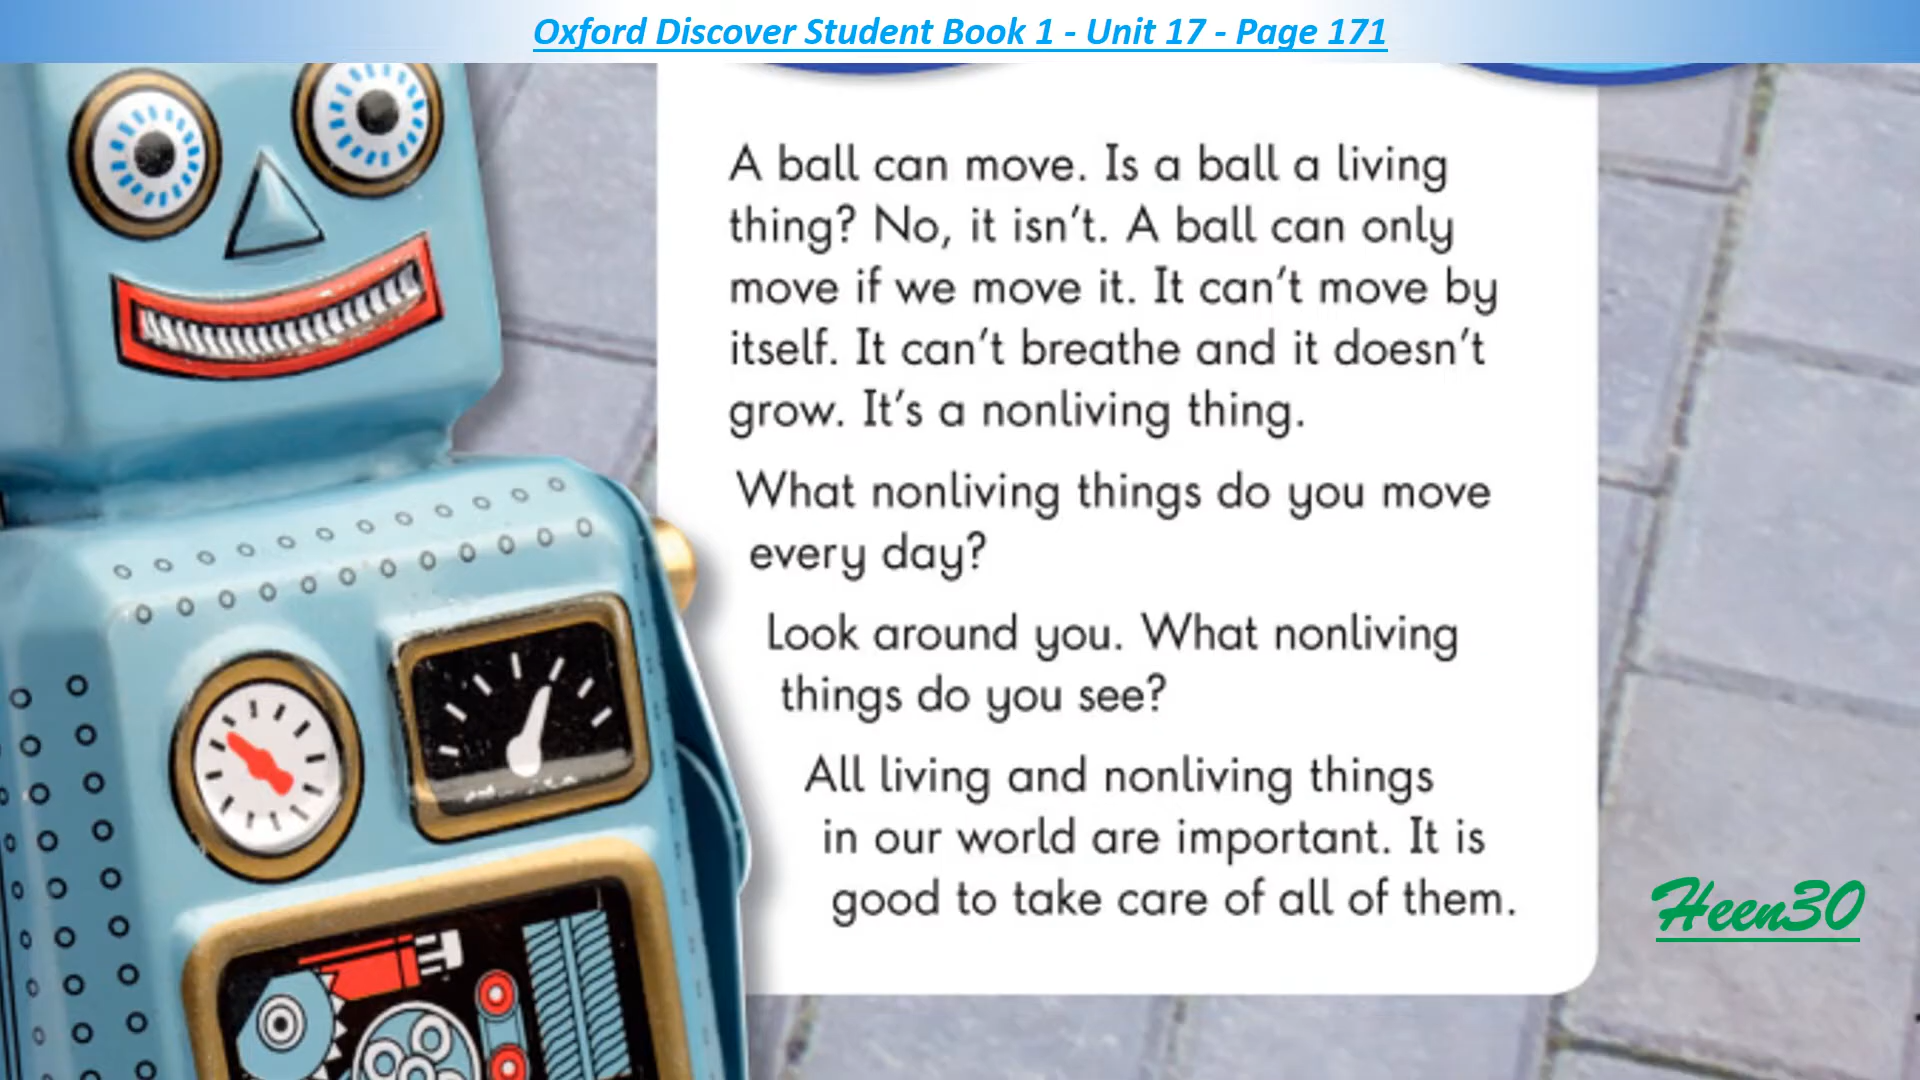 Oxford Discover Student Book 1 - Unit 17 - Page 171
A ball can move. Is a ball a living
thing? No, it isn't. A ball can only
move if we move it. It can't move by
itself. It can't breathe and it doesn't
grow. It's a nonliving thing.
What nonliving things do you move
every day?
Look around you. What nonliving
things do you see?
All living and nonliving things
in our world are important. It is
good to take care of all of them.
Heen30